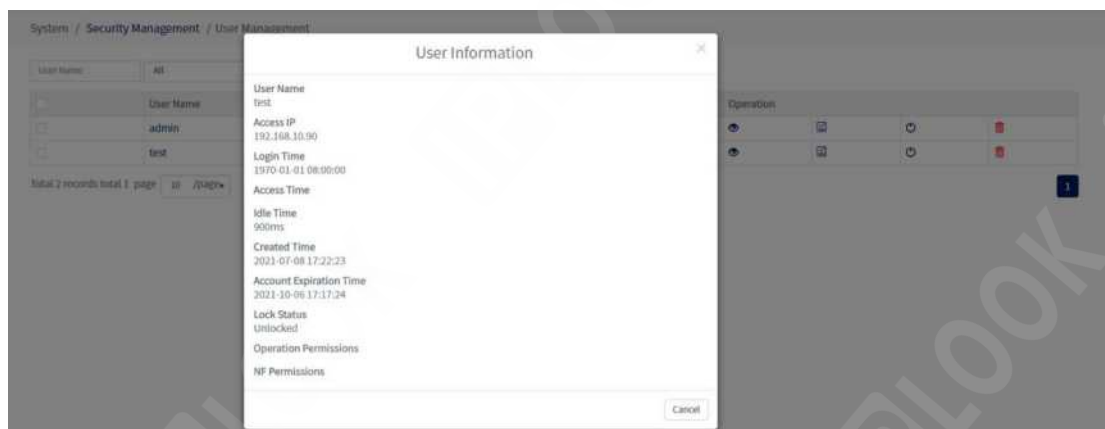 System / Security Management / User Management
User Information
×
User Name
All
User Name
Operation
admin
test
Total 2 records total 1 page 10 /page
1
User Name
test
Access IP
192.168.10.90
Login Time
1970-01-01 08:00:00
Access Time
Idle Time
900ms
Created Time
2021-07-08 17:22:23
Account Expiration Time
2021-10-06 17:17:24
Lock Status
Unlocked
Operation Permissions
NF Permissions
Cancel